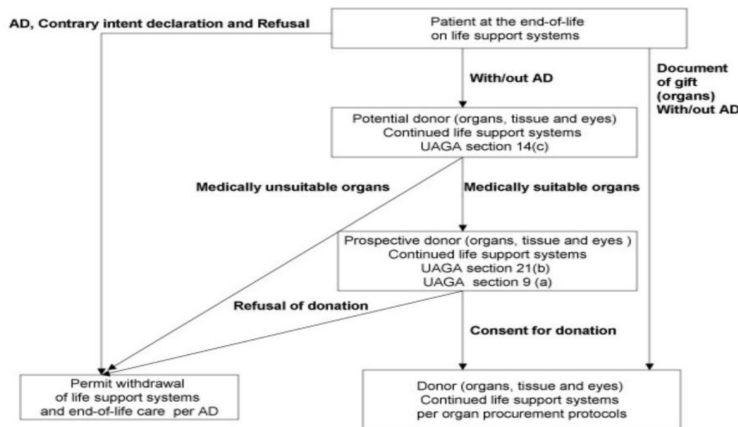 AD, Contrary intent declaration and Refusal
Patient at the end-of-life
on life support systems
With/out AD
Document
of gift
(organs)
With/out AD
Potential donor (organs, tissue and eyes)
Continued life support systems
UAGA section 14(c)
Medically unsuitable organs
Medically suitable organs
Prospective donor (organs, tissue and eyes )
Continued life support systems
UAGA section 21(b)
UAGA section 9 (a)
Refusal of donation
Consent for donation
Permit withdrawal
of life support systems
and end-of-life care per AD
Donor (organs, tissue and eyes)
Continued life support systems
per organ procurement protocols